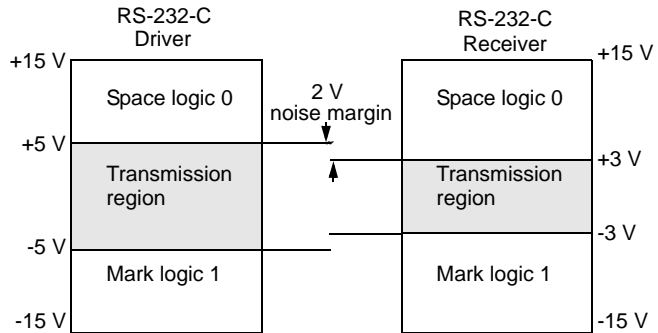 RS-232-C
Driver
+15 V
Space logic 0
+5 V
Transmission
region
-5 V
Mark logic 1
-15 V
2 V
noise margin
RS-232-C
Receiver
+15 V
Space logic 0
+3 V
Transmission
region
-3 V
Mark logic 1
-15 V